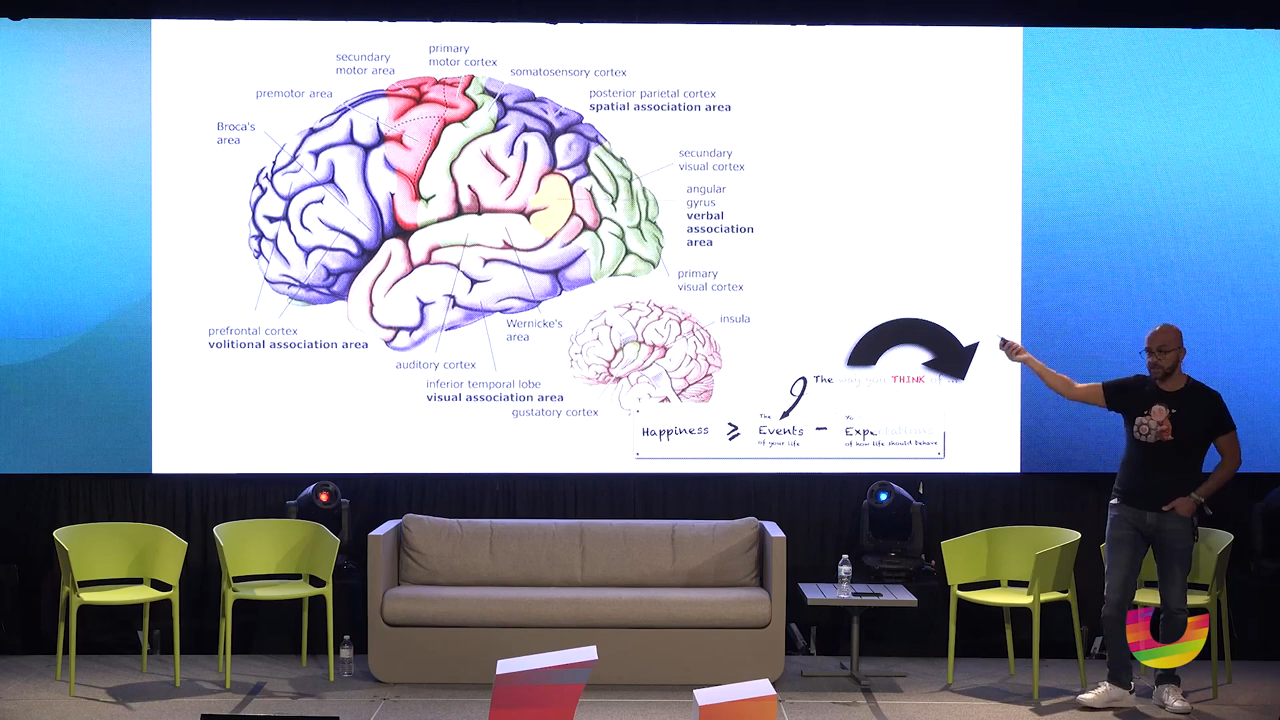 primary
motor cortex
secundary
motor area
somatosensory cortex
premotor area
posterior parietal cortex
spatial association area
Broca's
area
secundary
visual cortex
angular
gyrus
verbal
association
area
primary
visual cortex
insula
prefrontal cortex
volitional association area
Wernicke's
area
auditory cortex
inferior temporal lobe
visual association area
gustatory cortex
The way you THINK of
The
Happiness ≥ Events -
of your life
of how life should behave